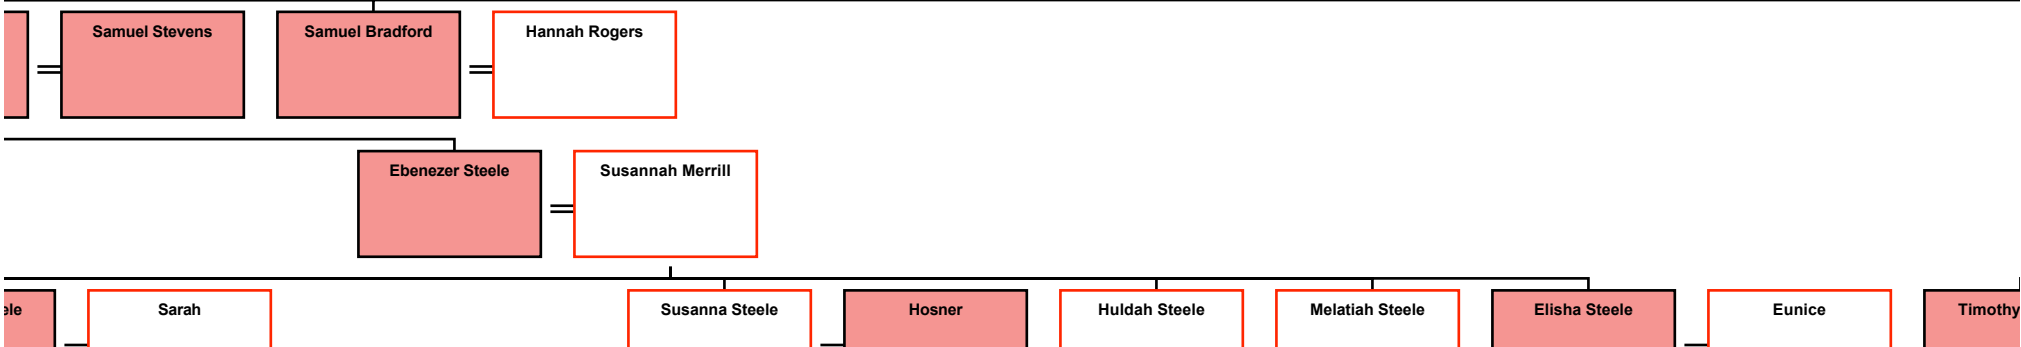 Samuel Stevens
Samuel Bradford
Hannah Rogers
Ebenezer Steele
Susannah Merrill
ele
Sarah
Susanna Steele
Hosner
Huldah Steele
Melatiah Steele
Elisha Steele
Eunice
Timothy